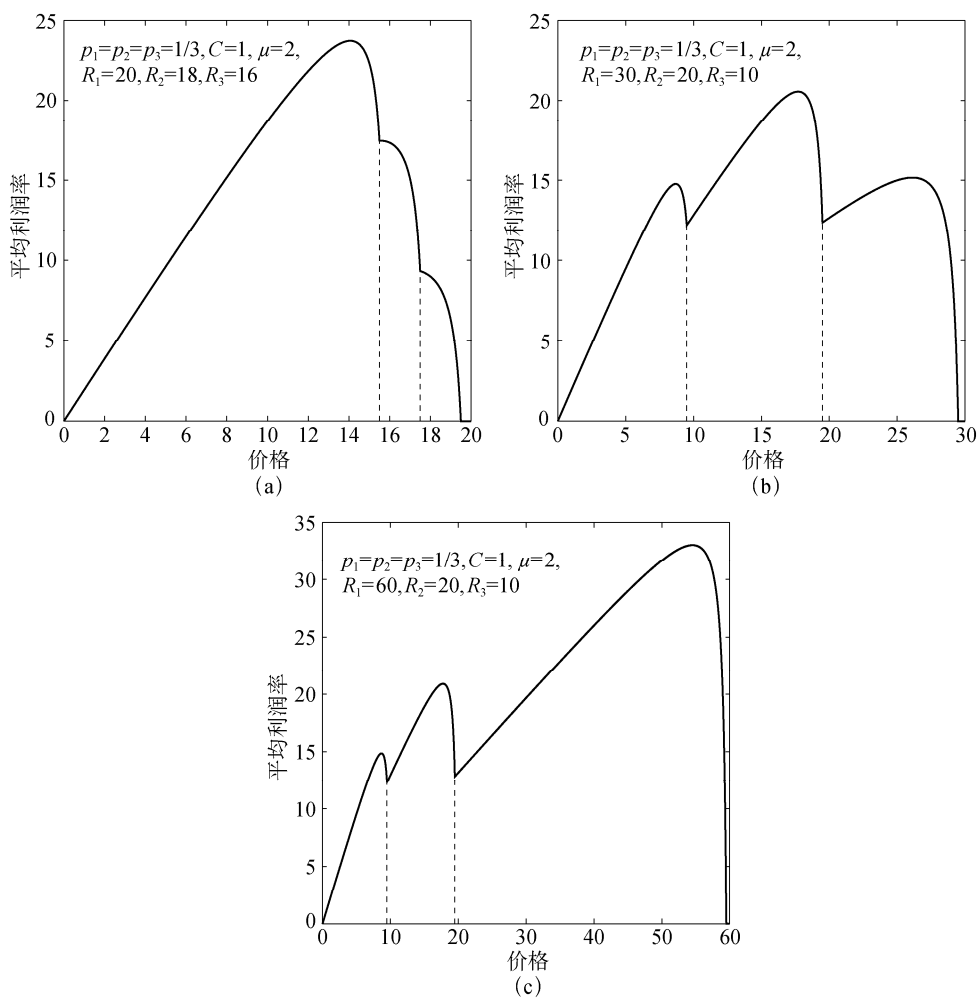 25
20
15
10
5
0
平均利润率
p₁=p₂=p₃=1/3, C=1, μ=2,
R₁=20, R₂=18, R₃=16
0 2 4 6 8 10 12 14 16 18 20
价格
(a)
25
20
15
10
5
0
平均利润率
p₁=p₂=p₃=1/3, C=1, μ=2,
R₁=30, R₂=20, R₃=10
0 5 10 15 20 25 30
价格
(b)
35
30
25
20
15
10
5
0
平均利润率
p₁=p₂=p₃=1/3, C=1, μ=2,
R₁=60, R₂=20, R₃=10
0 10 20 30 40 50 60
价格
(c)